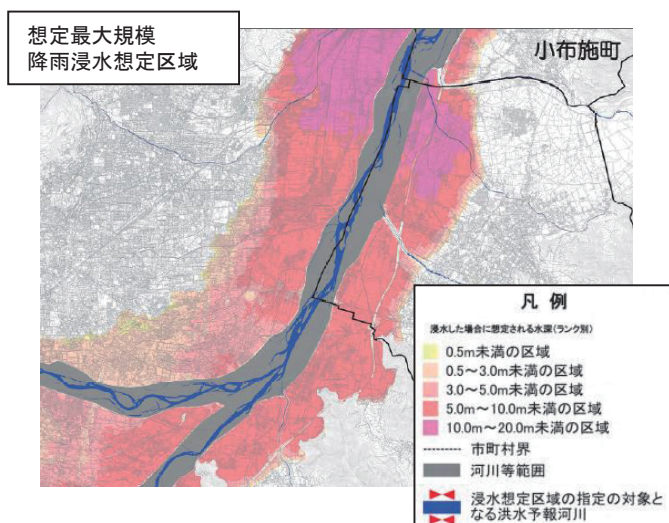 想定最大規模
降雨浸水想定区域
小布施町
凡 例
浸水した場合に想定される水深(ランク別)
0.5m未満の区域
0.5～3.0m未満の区域
3.0～5.0m未満の区域
5.0m～10.0m未満の区域
10.0m～20.0m未満の区域
市町村界
河川等範囲
浸水想定区域の指定の対象と
なる洪水予報河川